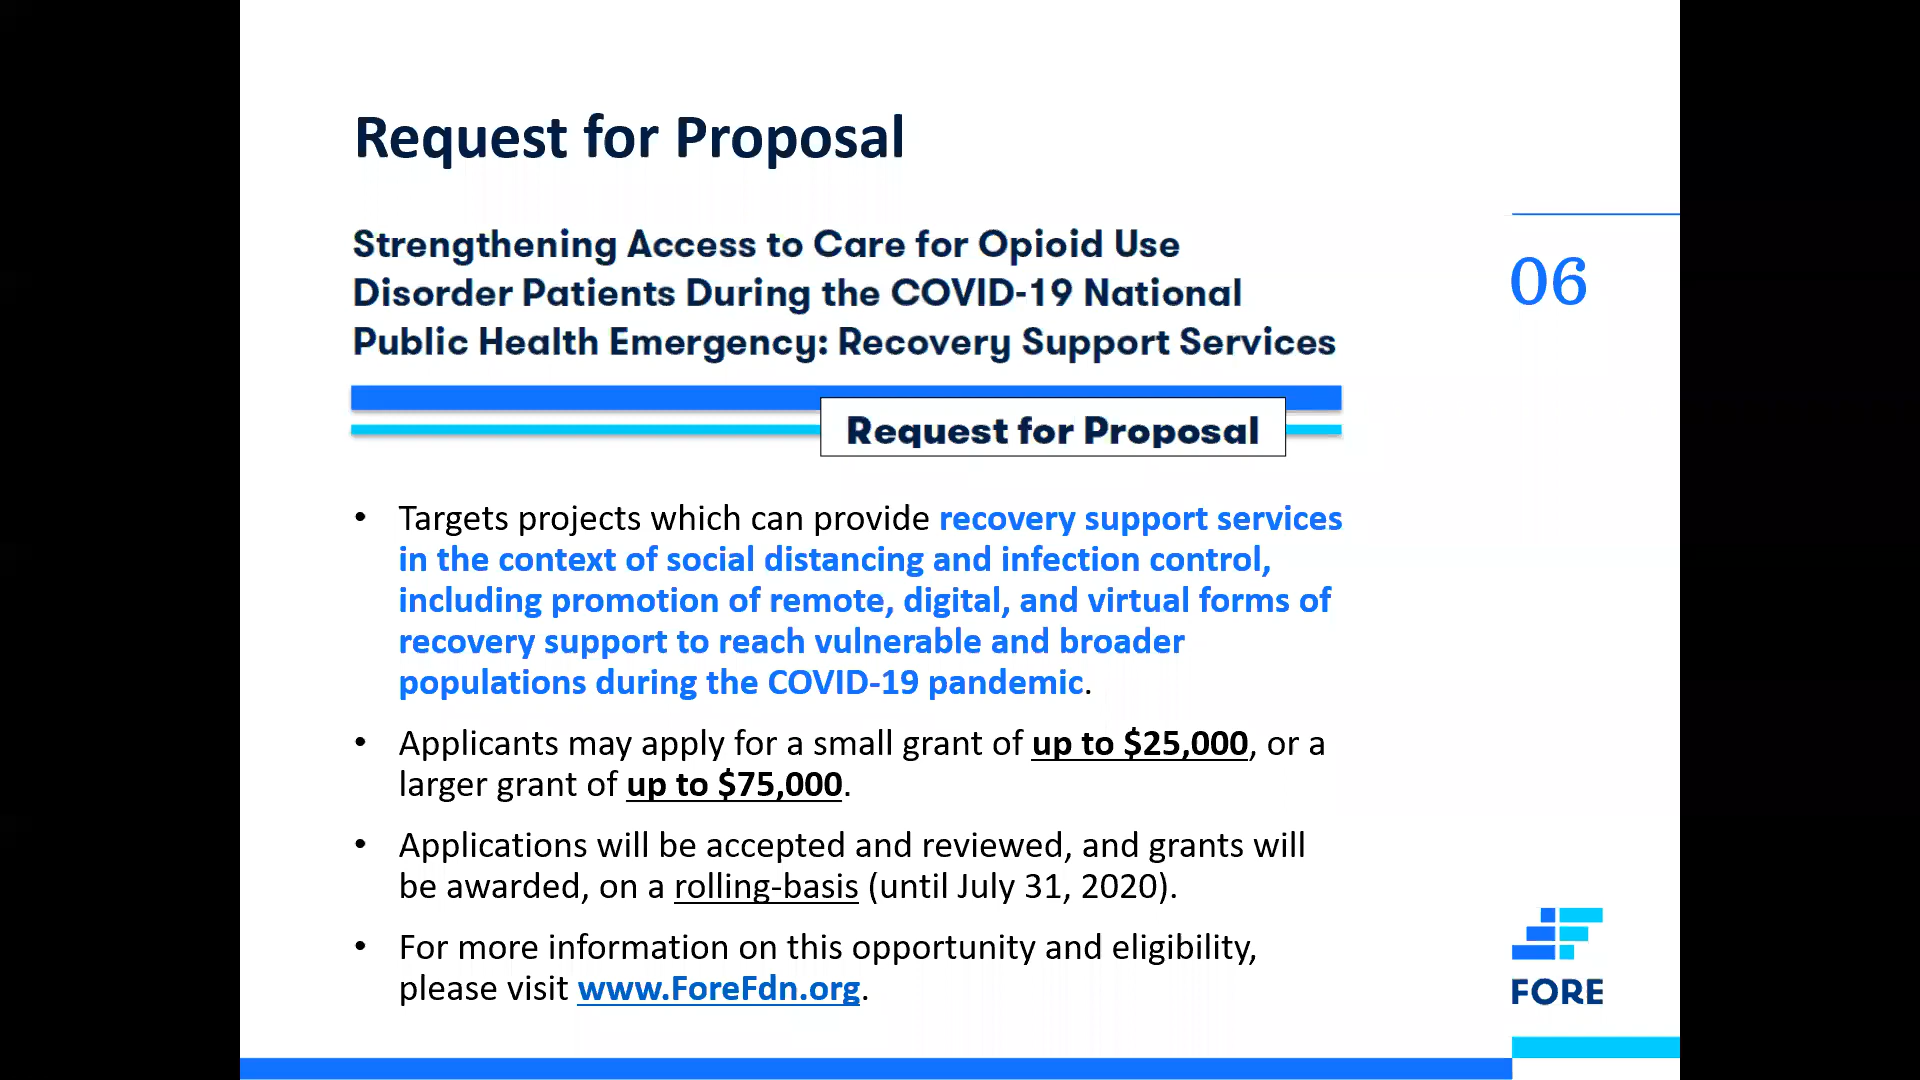 Request for Proposal
Strengthening Access to Care for Opioid Use
Disorder Patients During the COVID-19 National
Public Health Emergency: Recovery Support Services
06
Request for Proposal
• Targets projects which can provide recovery support services
in the context of social distancing and infection control,
including promotion of remote, digital, and virtual forms of
recovery support to reach vulnerable and broader
populations during the COVID-19 pandemic.
• Applicants may apply for a small grant of up to $25,000, or a
larger grant of up to $75,000.
• Applications will be accepted and reviewed, and grants will
be awarded, on a rolling-basis (until July 31, 2020).
• For more information on this opportunity and eligibility,
please visit www.ForeFdn.org.
FORE